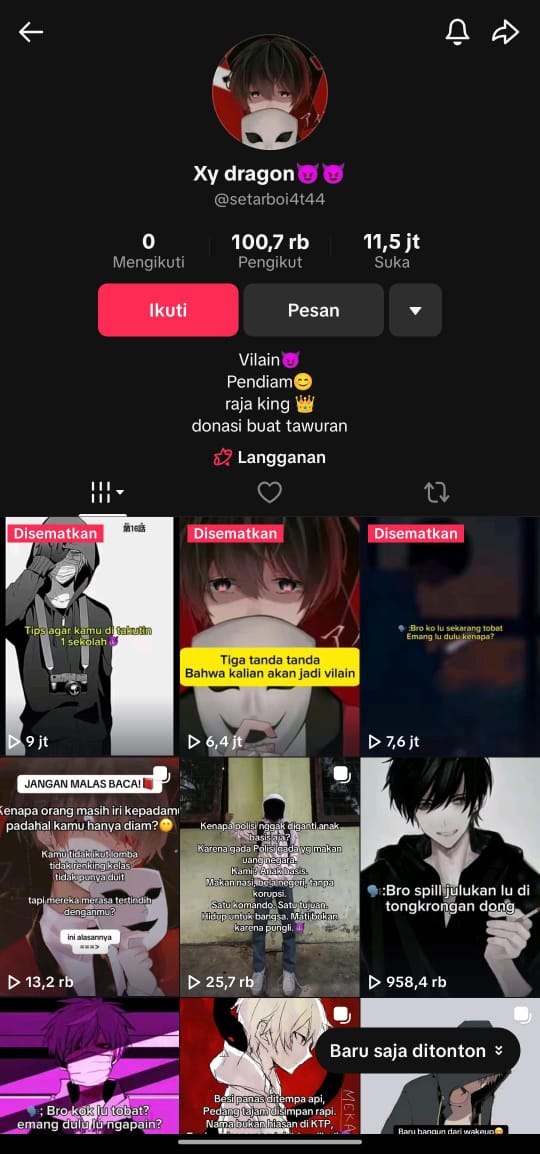 Xy dragon😈😈
@setarboi4t44
0
Mengikuti
100,7 rb
Pengikut
11,5 jt
Suka
Ikuti
Pesan
Vilain😈
Pendiam😊
raja king 👑
donasi buat tawuran
Langganan
Disematkan
第16話
Tips agar kamu di takutin
1 sekolah😈
9 jt
Disematkan
Tiga tanda tanda
Bahwa kalian akan jadi vilain
6,4 jt
Disematkan
🗣️ :Bro ko lu sekarang tobat
Emang lu dulu kenapa?
7,6 jt
JANGAN MALAS BACA!
Kenapa orang masih iri kepadamu
padahal kamu hanya diam?
Kamu tidak ikut lomba
tidak renking kelas
tidak punya duit
tapi mereka merasa tertindih
denganmu?
ini alasannya
===>
13,2 rb
Kenapa polisi nggak diganti anak
basis aja?
Karena gada Polisi gada yg makan
uang negara.
Kami? Anak basis.
Makan nasi, bela negeri, tanpa
korupsi.
Satu komando. Satu tujuan.
Hidup untuk bangsa. Mati bukan
karena pungli.😈
25,7 rb
🗣️:Bro spill julukan lu di
tongkrongan dong
958,4 rb
🗣️: Bro kok lu tobat?
emang dulu lu ngapain?
Besi panas ditempa api,
Pedang tajam disimpan rapi.
Nama bukan hiasan di KTP,
MEKA
Baru saja ditonton
Baru bangun dari wakeup